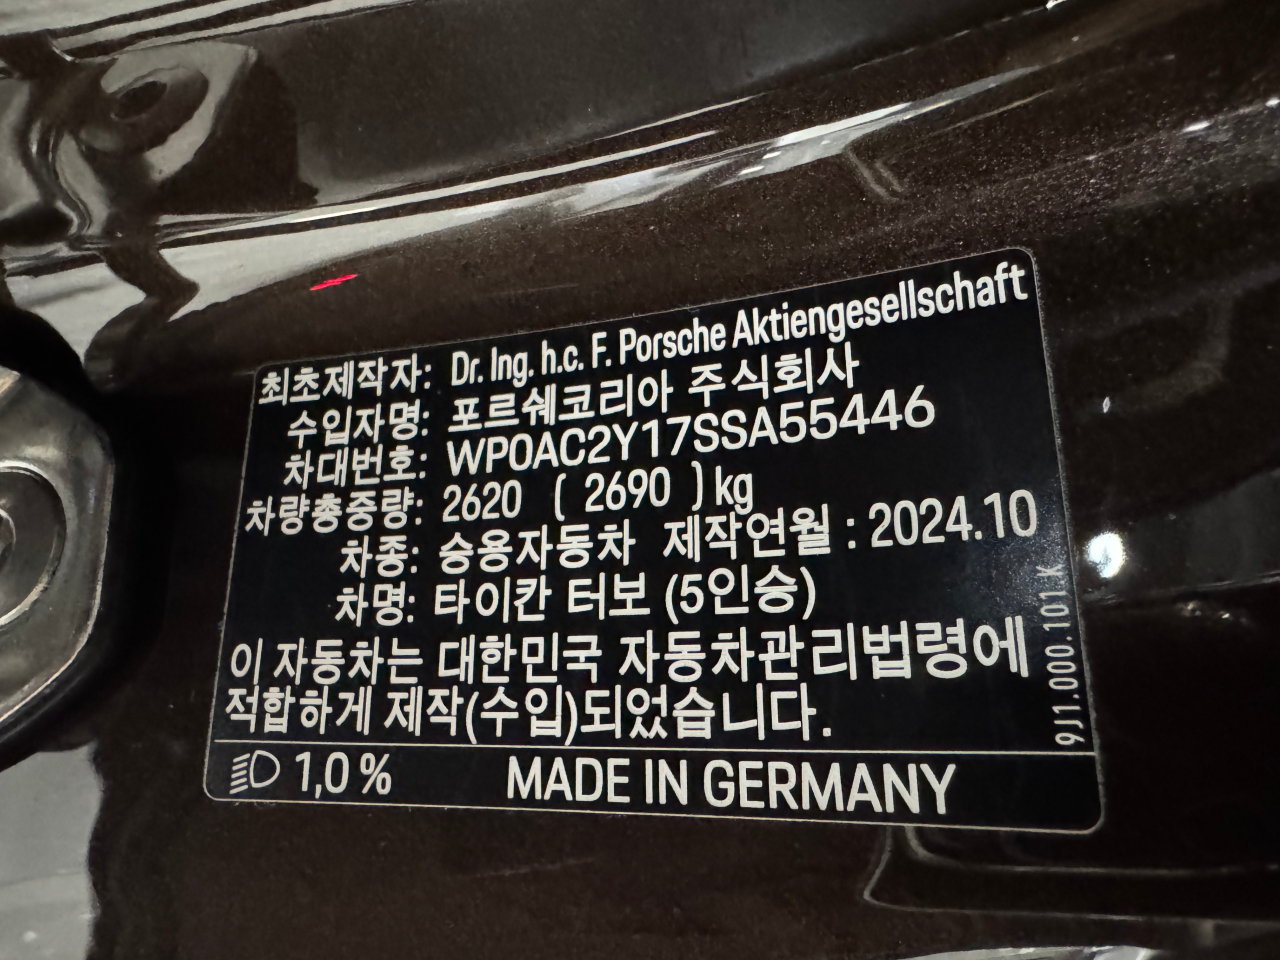 최초제작자: Dr. Ing. h.c. F. Porsche Aktiengesellschaft
수입자명: 포르쉐코리아 주식회사
차대번호: WP0AC2Y17SSA55446
차량총중량: 2620 ( 2690 ) kg
차종: 승용자동차 제작연월 : 2024.10
차명: 타이칸 터보 (5인승)
이 자동차는 대한민국 자동차관리법령에
적합하게 제작(수입)되었습니다.
9J1.000.101.K
1,0 % MADE IN GERMANY